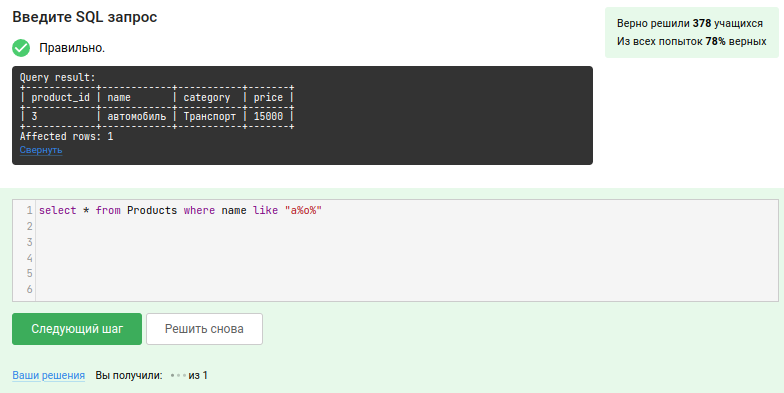 Введите SQL запрос
Правильно.
Верно решили 378 учащихся
Из всех попыток 78% верных
Query result:
+------------+------------+-----------+-------+
| product_id | name       | category  | price |
+------------+------------+-----------+-------+
| 3          | автомобиль | Транспорт | 15000 |
+------------+------------+-----------+-------+
Affected rows: 1
Свернуть
1 select * from Products where name like "а%о%"
2
3
4
5
6
Следующий шаг Решить снова
Ваши решения Вы получили: из 1